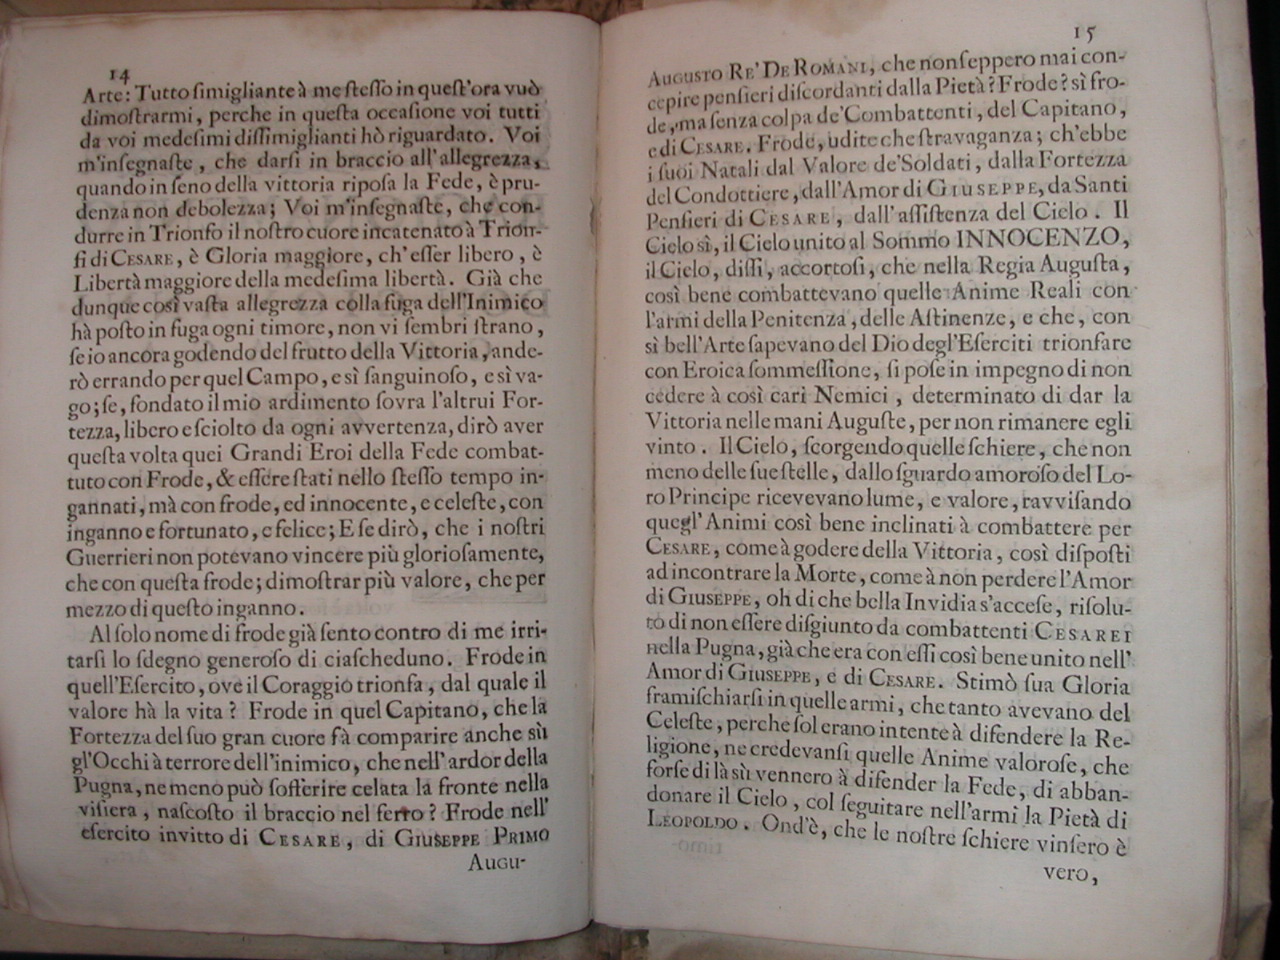 14
Arte: Tutto ſimigliante à me ſteſſo in queſt'ora vuò
dimoſtrarmi, perche in queſta occaſione voi tutti
da voi medeſimi diſſimiglianti hò riguardato. Voi
m'inſegnaſte, che darſi in braccio all'allegrezza,
quando in ſeno della vittoria ripoſa la Fede, è pru-
denza non debolezza; Voi m'inſegnaſte, che con-
durre in Trionfo il noſtro cuore incatenato à Trion-
fi di CESARE, è Gloria maggiore, ch'eſſer libero, è
Libertà maggiore della medeſima libertà. Già che
dunque così vaſta allegrezza colla fuga dell'Inimico
hà poſto in fuga ogni timore, non vi ſembri ſtrano,
ſe io ancora godendo del frutto della Vittoria, ande-
rò errando per quel Campo, e sì ſanguinoſo, e sì va-
go; ſe, fondato il mio ardimento ſovra l'altrui For-
tezza, libero e ſciolto da ogni avvertenza, dirò aver
queſta volta quei Grandi Eroi della Fede combat-
tuto con Frode, & eſſere ſtati nello ſteſſo tempo in-
gannati, mà con frode, ed innocente, e celeſte, con
inganno e fortunato, e felice; E ſe dirò, che i noſtri
Guerrieri non potevano vincere più glorioſamente,
che con queſta frode; dimoſtrar più valore, che per
mezzo di queſto inganno.
Al ſolo nome di frode già ſento contro di me irri-
tarſi lo ſdegno generoſo di ciaſcheduno. Frode in
quell'Eſercito, ove il Coraggio trionfa, dal quale il
valore hà la vita? Frode in quel Capitano, che la
Fortezza del ſuo gran cuore fà comparire anche sù
gl'Occhi à terrore dell'inimico, che nell'ardor della
Pugna, ne meno può ſofferire celata la fronte nella
viſiera, naſcoſto il braccio nel ferro? Frode nell'
eſercito invitto di CESARE, di GIUSEPPE PRIMO
AUGU-
15
AUGUSTO RE' DE ROMANI, che non ſeppero mai con-
cepire penſieri diſcordanti dalla Pietà? Frode? sì fro-
de, ma ſenza colpa de'Combattenti, del Capitano,
e di CESARE. Frode, udite che ſtravaganza; ch'ebbe
i ſuoi Natali dal Valore de'Soldati, dalla Fortezza
del Condottiere, dall'Amor di GIUSEPPE, da Santi
Penſieri di CESARE, dall'aſſiſtenza del Cielo. Il
Cielo sì, il Cielo unito al Sommo INNOCENZO,
il Cielo, diſſi, accortoſi, che nella Regia Auguſta,
così bene combattevano quelle Anime Reali con
l'armi della Penitenza, delle Aſtinenze, e che, con
sì bell'Arte ſapevano del Dio degl'Eſerciti trionfare
con Eroica ſommeſſione, ſi poſe in impegno di non
cedere à così cari Nemici, determinato di dar la
Vittoria nelle mani Auguſte, per non rimanere egli
vinto. Il Cielo, ſcorgendo quelle ſchiere, che non
meno delle ſue ſtelle, dallo ſguardo amoroſo del Lo-
ro Principe ricevevano lume, e valore, ravviſando
quegl'Animi così bene inclinati à combattere per
CESARE, come à godere della Vittoria, così diſpoſti
ad incontrare la Morte, come à non perdere l'Amor
di GIUSEPPE, oh di che bella Invidia s'acceſe, riſolu-
to di non eſſere diſgiunto da combattenti CESAREI
nella Pugna, già che era con eſſi così bene unito nell'
Amor di GIUSEPPE, e di CESARE. Stimò ſua Gloria
framiſchiarſi in quelle armi, che tanto avevano del
Celeſte, perche ſol erano intente à difendere la Re-
ligione, ne credevanſi quelle Anime valoroſe, che
forſe di là sù vennero à difender la Fede, di abban-
donare il Cielo, col ſeguitare nell'armi la Pietà di
LEOPOLDO. Ond'è, che le noſtre ſchiere vinſero è
vero,